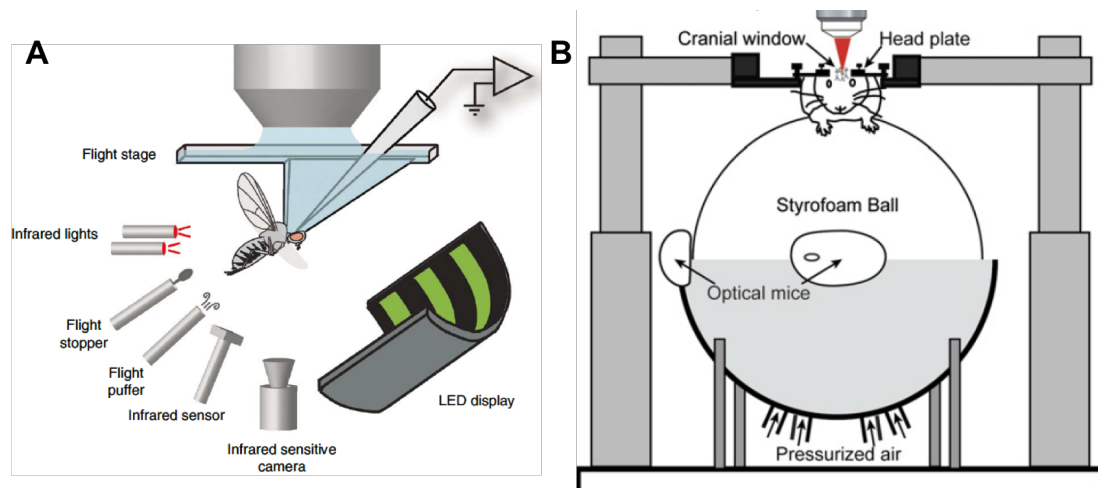 A
Flight stage
Infrared lights
Flight
stopper
Flight
puffer
Infrared sensor
Infrared sensitive
camera
LED display
B
Cranial window
Head plate
Styrofoam Ball
Optical mice
Pressurized air